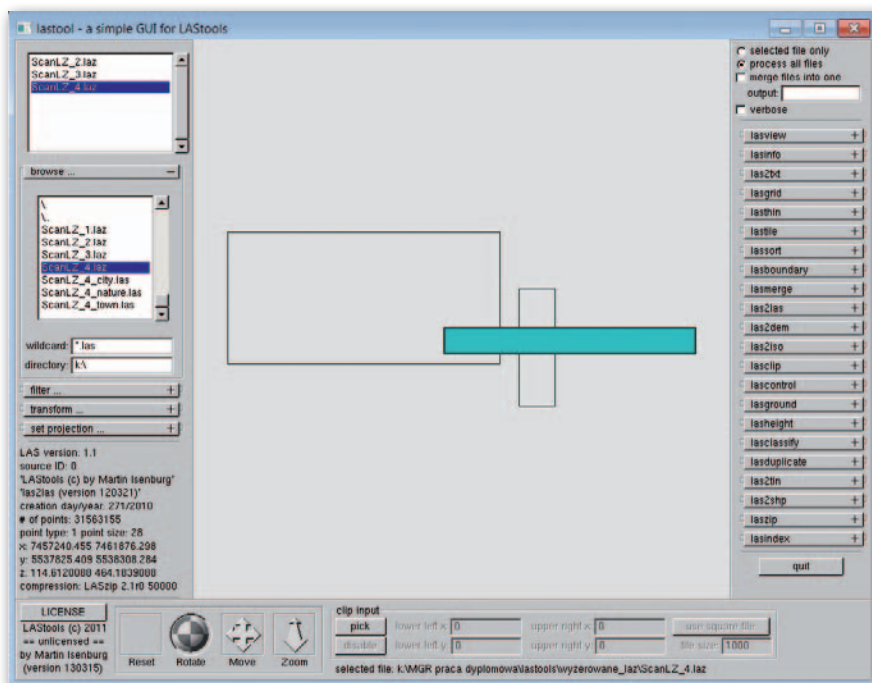 lastool - a simple GUI for LAStools
ScanLZ_2.laz
ScanLZ_3.laz
ScanLZ_4.laz
browse ...
\
\..
ScanLZ_1.laz
ScanLZ_2.laz
ScanLZ_3.laz
ScanLZ_4.laz
ScanLZ_4_city.las
ScanLZ_4_nature.las
ScanLZ_4_town.las
wildcard: *.las
directory: k:\
filter ...
transform ...
set projection ...
LAS version: 1.1
source ID: 0
'LAStools (c) by Martin Isenburg'
'las2las (version 120321)'
creation day/year: 271/2010
# of points: 31563155
point type: 1 point size: 28
x: 7457240.455 7461876.298
y: 5537825.409 5538308.284
z: 114.6120000 464.1839000
compression: LASzip 2.1r0 50000
selected file only
process all files
merge files into one
output:
verbose
lasview
lasinfo
las2txt
lasgrid
lasthin
lastile
lassort
lasboundary
lasmerge
las2las
las2dem
las2iso
lasclip
lascontrol
lasground
lasheight
lasclassify
lasduplicate
las2tin
las2shp
laszip
lasindex
quit
LICENSE
LAStools (c) 2011
== unlicensed ==
by Martin Isenburg
(version 130315)
Reset Rotate Move Zoom
clip input
pick lower left x: 0 upper right x: 0 use square tile
disable lower left y: 0 upper right y: 0 tile size: 1000
selected file: k:\MGR praca dyplomowa\lastools\wyzerowane_laz\ScanLZ_4.laz